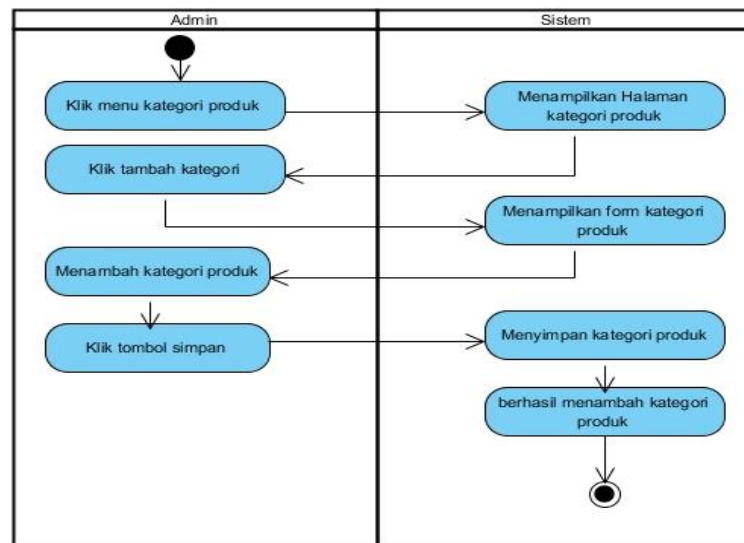 Admin
Sistem
Klik menu kategori produk
Menampilkan Halaman
kategori produk
Klik tambah kategori
Menampilkan form kategori
produk
Menambah kategori produk
Klik tombol simpan
Menyimpan kategori produk
berhasil menambah kategori
produk